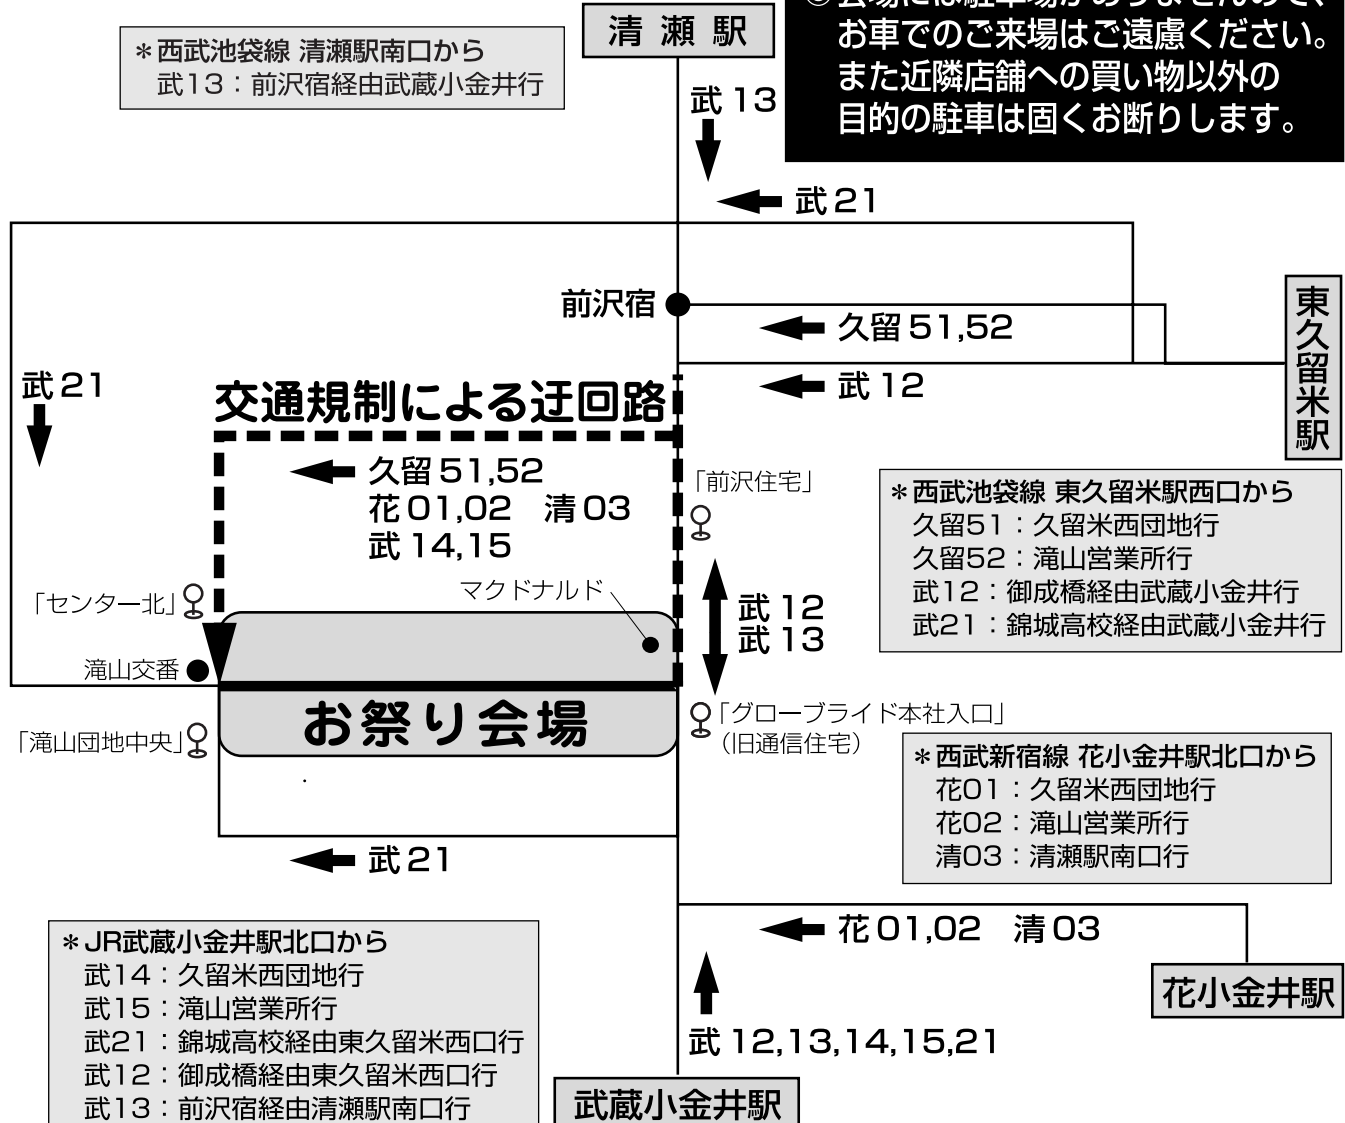 清瀬駅
＊西武池袋線 清瀬駅南口から
武13：前沢宿経由武蔵小金井行
お車でのご来場はご遠慮ください。
また近隣店舗への買い物以外の
目的の駐車は固くお断りします。
武 13
武 21
前沢宿
久留 51,52
東久留米駅
武 12
武 21
交通規制による迂回路
久留 51,52
花 01,02　清 03
武 14,15
「前沢住宅」
＊西武池袋線 東久留米駅西口から
久留51：久留米西団地行
久留52：滝山営業所行
武12：御成橋経由武蔵小金井行
武21：錦城高校経由武蔵小金井行
マクドナルド
「センター北」
武 12
武 13
滝山交番
お祭り会場
「滝山団地中央」
「グローブライド本社入口」
（旧通信住宅）
＊西武新宿線 花小金井駅北口から
花01：久留米西団地行
花02：滝山営業所行
清03：清瀬駅南口行
武 21
花 01,02　清 03
花小金井駅
＊JR武蔵小金井駅北口から
武14：久留米西団地行
武15：滝山営業所行
武21：錦城高校経由東久留米西口行
武12：御成橋経由東久留米西口行
武13：前沢宿経由清瀬駅南口行
武 12,13,14,15,21
武蔵小金井駅